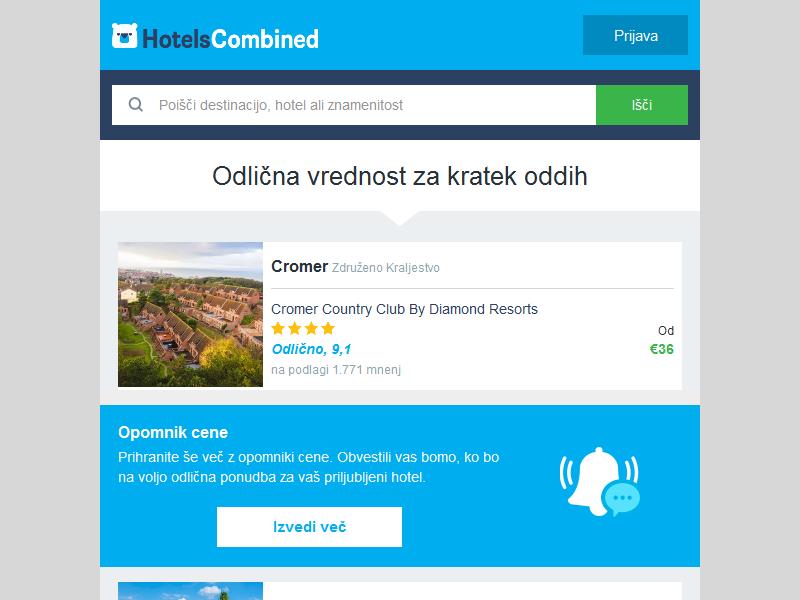 HotelsCombined
Prijava
Poišči destinacijo, hotel ali znamenitost
Išči
Odlična vrednost za kratek oddih
Cromer Združeno Kraljestvo
Cromer Country Club By Diamond Resorts
Od
Odlično, 9,1
€36
na podlagi 1.771 mnenj
Opomnik cene
Prihranite še več z opomniki cene. Obvestili vas bomo, ko bo
na voljo odlična ponudba za vaš priljubljeni hotel.
Izvedi več